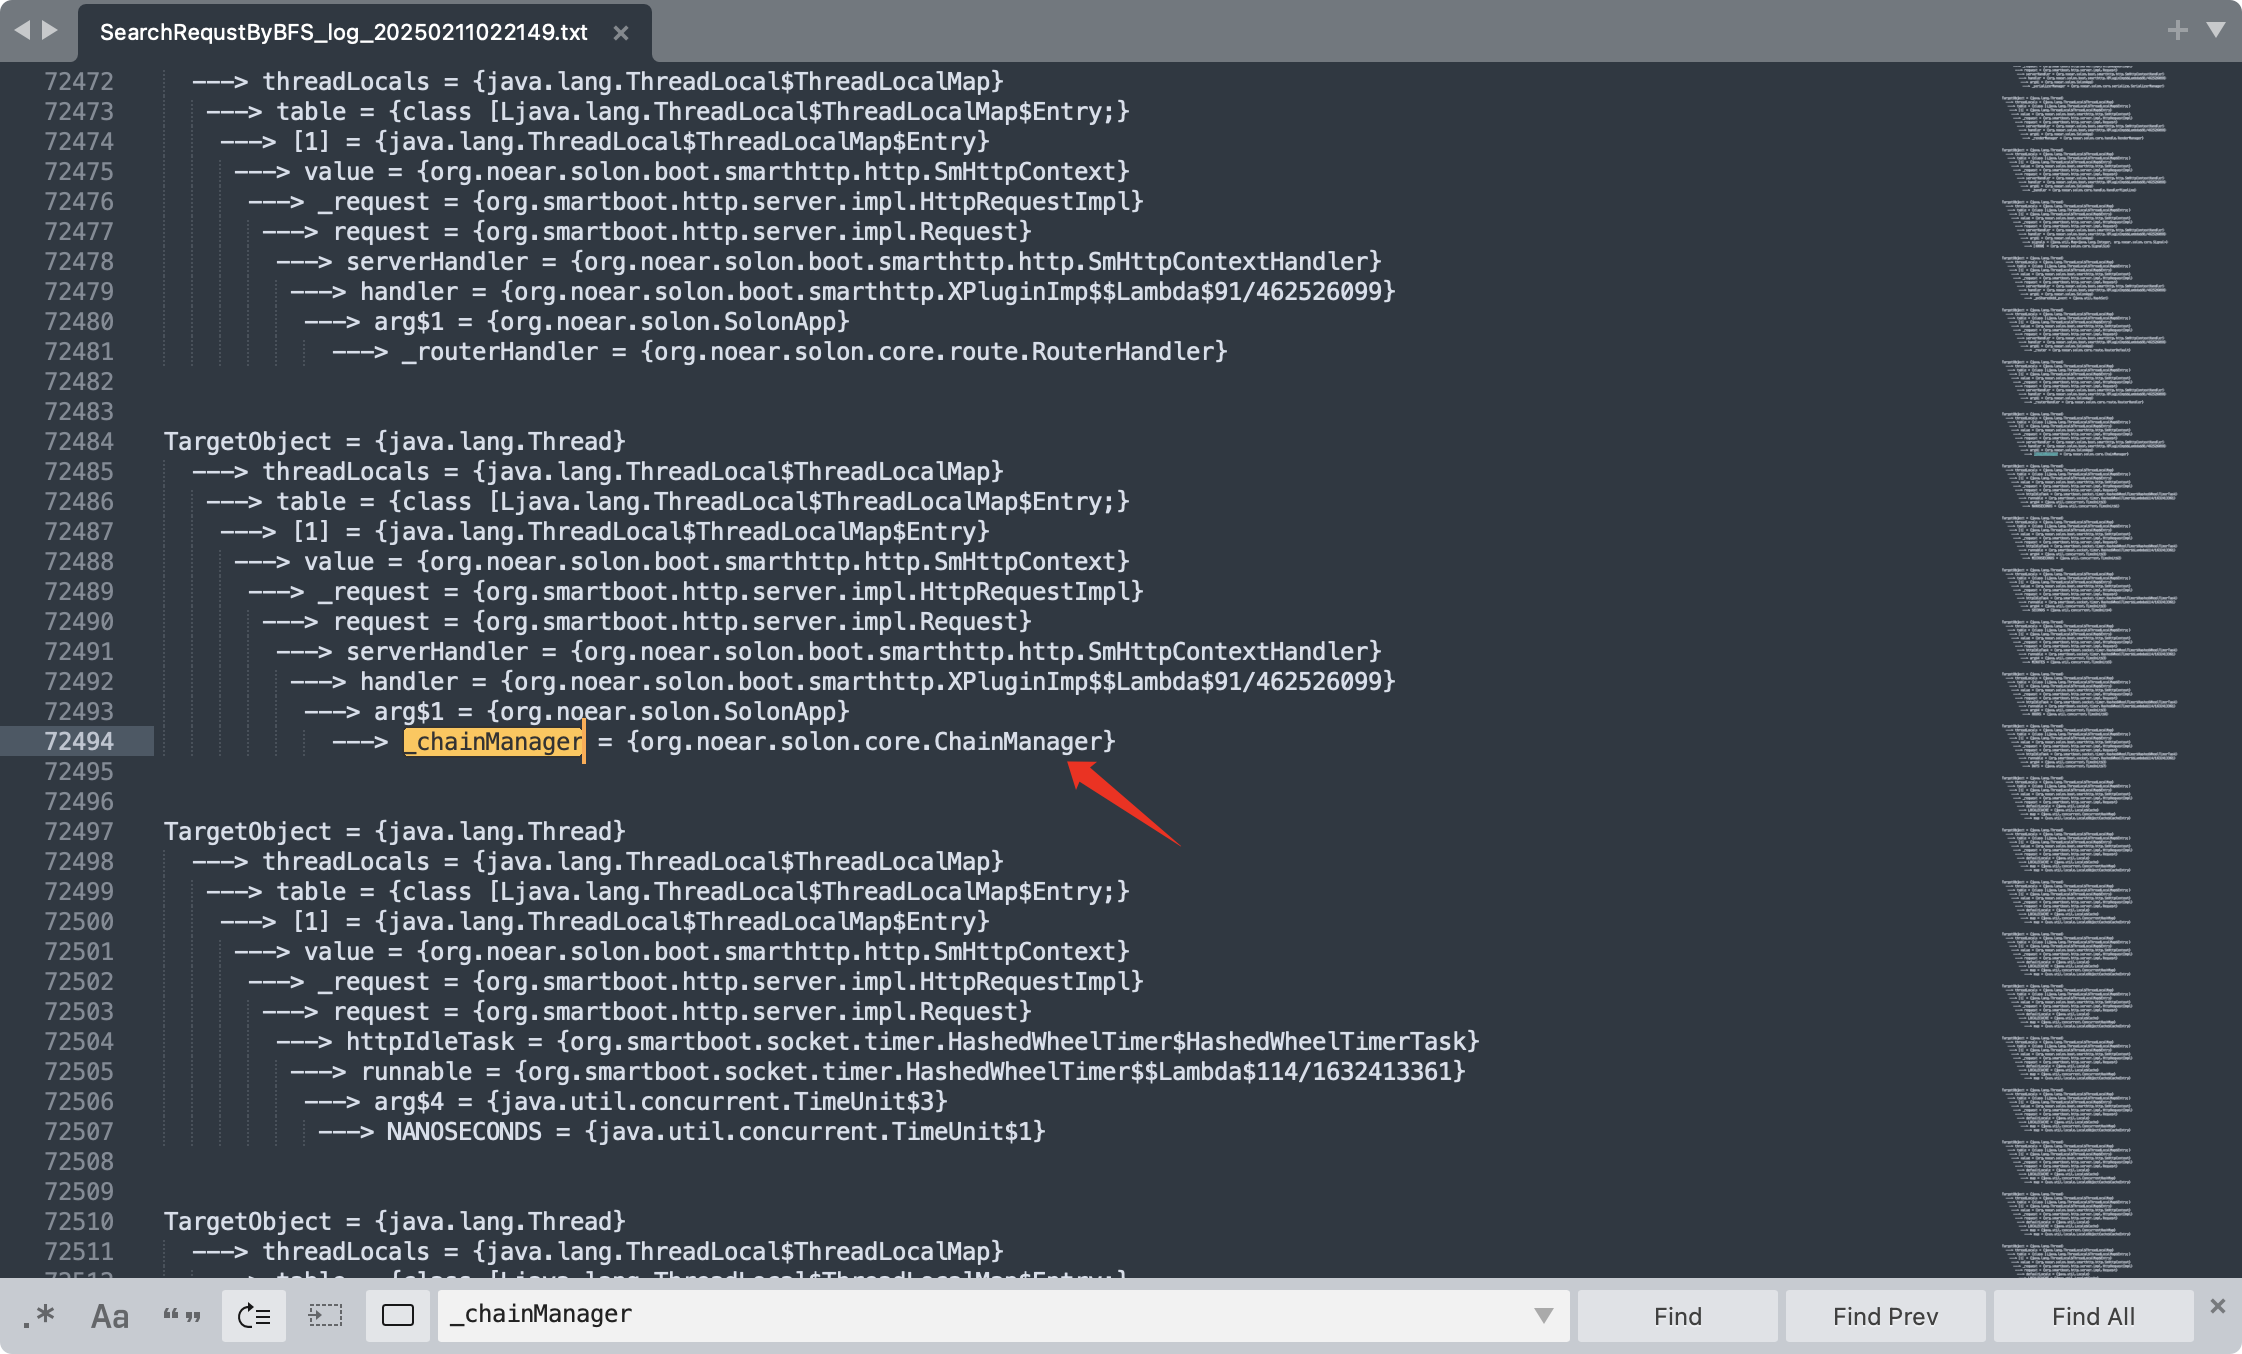 SearchRequstByBFS_log_20250211022149.txt ×
72472 ---> threadLocals = {java.lang.ThreadLocal$ThreadLocalMap}
72473 ---> table = {class [Ljava.lang.ThreadLocal$ThreadLocalMap$Entry;}
72474 ---> [1] = {java.lang.ThreadLocal$ThreadLocalMap$Entry}
72475 ---> value = {org.noear.solon.boot.smarthttp.http.SmHttpContext}
72476 ---> _request = {org.smartboot.http.server.impl.HttpRequestImpl}
72477 ---> request = {org.smartboot.http.server.impl.Request}
72478 ---> serverHandler = {org.noear.solon.boot.smarthttp.http.SmHttpContextHandler}
72479 ---> handler = {org.noear.solon.boot.smarthttp.XPluginImp$$Lambda$91/462526099}
72480 ---> arg$1 = {org.noear.solon.SolonApp}
72481 ---> _routerHandler = {org.noear.solon.core.route.RouterHandler}
72482
72483
72484 TargetObject = {java.lang.Thread}
72485 ---> threadLocals = {java.lang.ThreadLocal$ThreadLocalMap}
72486 ---> table = {class [Ljava.lang.ThreadLocal$ThreadLocalMap$Entry;}
72487 ---> [1] = {java.lang.ThreadLocal$ThreadLocalMap$Entry}
72488 ---> value = {org.noear.solon.boot.smarthttp.http.SmHttpContext}
72489 ---> _request = {org.smartboot.http.server.impl.HttpRequestImpl}
72490 ---> request = {org.smartboot.http.server.impl.Request}
72491 ---> serverHandler = {org.noear.solon.boot.smarthttp.http.SmHttpContextHandler}
72492 ---> handler = {org.noear.solon.boot.smarthttp.XPluginImp$$Lambda$91/462526099}
72493 ---> arg$1 = {org.noear.solon.SolonApp}
72494 ---> _chainManager = {org.noear.solon.core.ChainManager}
72495
72496
72497 TargetObject = {java.lang.Thread}
72498 ---> threadLocals = {java.lang.ThreadLocal$ThreadLocalMap}
72499 ---> table = {class [Ljava.lang.ThreadLocal$ThreadLocalMap$Entry;}
72500 ---> [1] = {java.lang.ThreadLocal$ThreadLocalMap$Entry}
72501 ---> value = {org.noear.solon.boot.smarthttp.http.SmHttpContext}
72502 ---> _request = {org.smartboot.http.server.impl.HttpRequestImpl}
72503 ---> request = {org.smartboot.http.server.impl.Request}
72504 ---> httpIdleTask = {org.smartboot.socket.timer.HashedWheelTimer$HashedWheelTimerTask}
72505 ---> runnable = {org.smartboot.socket.timer.HashedWheelTimer$$Lambda$114/1632413361}
72506 ---> arg$4 = {java.util.concurrent.TimeUnit$3}
72507 ---> NANOSECONDS = {java.util.concurrent.TimeUnit$1}
72508
72509
72510 TargetObject = {java.lang.Thread}
72511 ---> threadLocals = {java.lang.ThreadLocal$ThreadLocalMap}
72512 ---> table = {class [Ljava.lang.ThreadLocal$ThreadLocalMap$Entry;}
.* Aa “” _chainManager Find Find Prev Find All ×